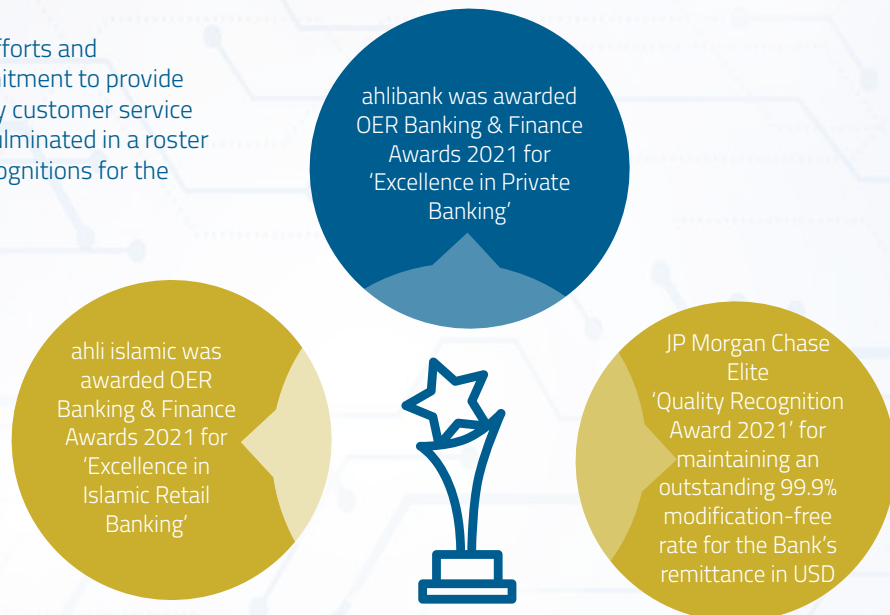 fforts and
itment to provide
y customer service
ulminated in a roster
ognitions for the
ahlibank was awarded
OER Banking & Finance
Awards 2021 for
‘Excellence in Private
Banking’
ahli islamic was
awarded OER
Banking & Finance
Awards 2021 for
‘Excellence in
Islamic Retail
Banking’
JP Morgan Chase
Elite
‘Quality Recognition
Award 2021’ for
maintaining an
outstanding 99.9%
modification-free
rate for the Bank’s
remittance in USD